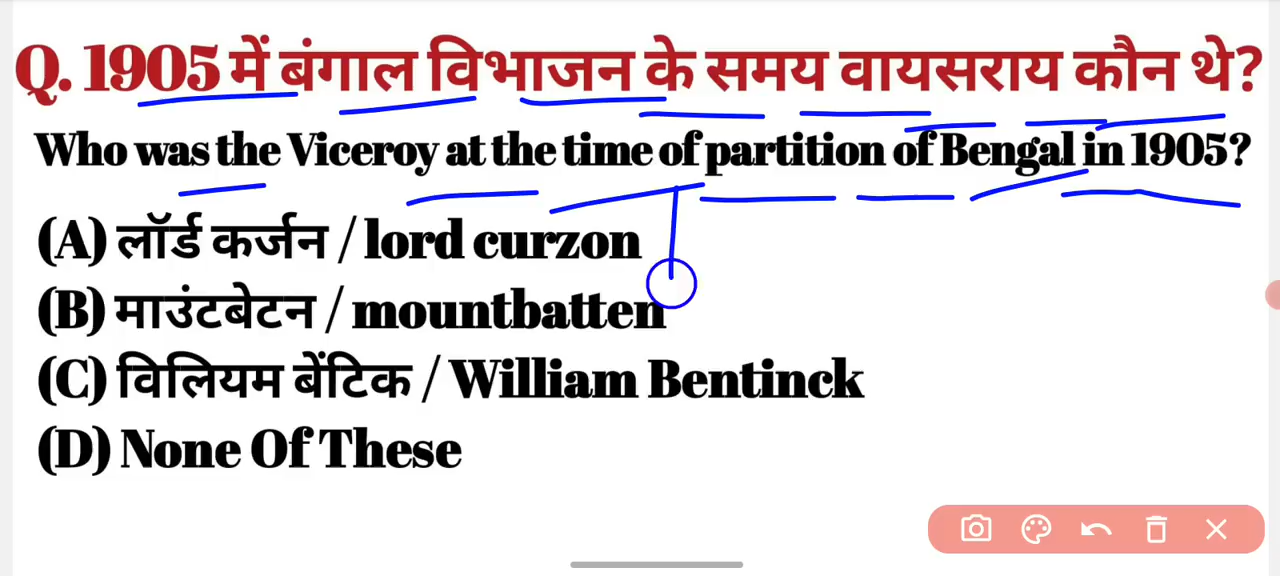 Q. 1905 में बंगाल विभाजन के समय वायसराय कौन थे?
Who was the Viceroy at the time of partition of Bengal in 1905?
(A) लॉर्ड कर्जन / lord curzon
(B) माउंटबेटन / mountbatten
(C) विलियम बेंटिक / William Bentinck
(D) None Of These